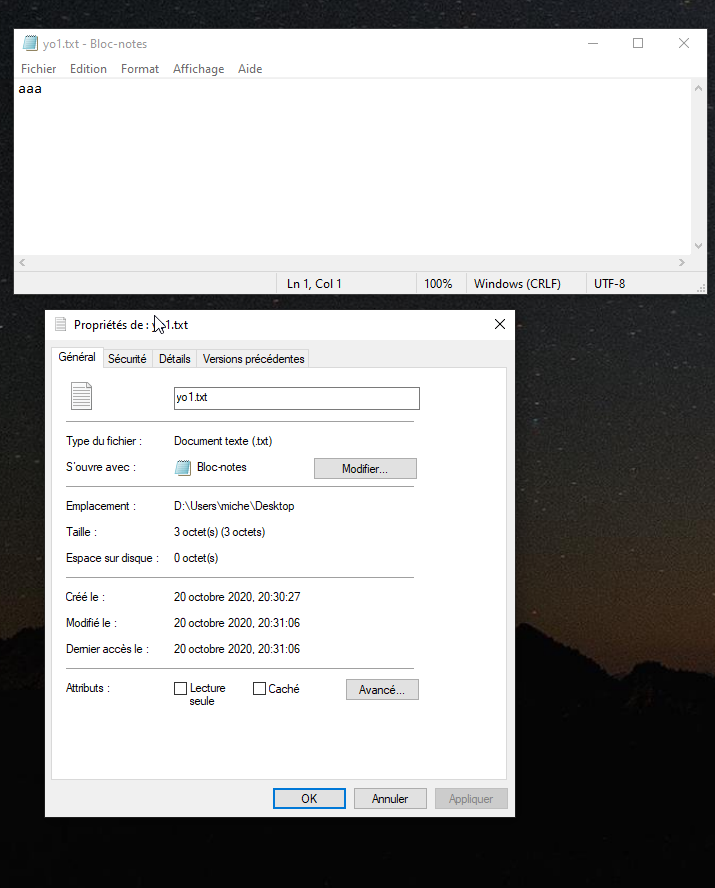 yo1.txt - Bloc-notes
Fichier Edition Format Affichage Aide
aaa
Ln 1, Col 1 100% Windows (CRLF) UTF-8
Propriétés de : yo1.txt
Général Sécurité Détails Versions précédentes
yo1.txt
Type du fichier : Document texte (.txt)
S'ouvre avec : Bloc-notes Modifier...
Emplacement : D:\Users\miche\Desktop
Taille : 3 octet(s) (3 octets)
Espace sur disque : 0 octet(s)
Créé le : 20 octobre 2020, 20:30:27
Modifié le : 20 octobre 2020, 20:31:06
Dernier accès le : 20 octobre 2020, 20:31:06
Attributs : Lecture seule Caché Avancé...
OK Annuler Appliquer